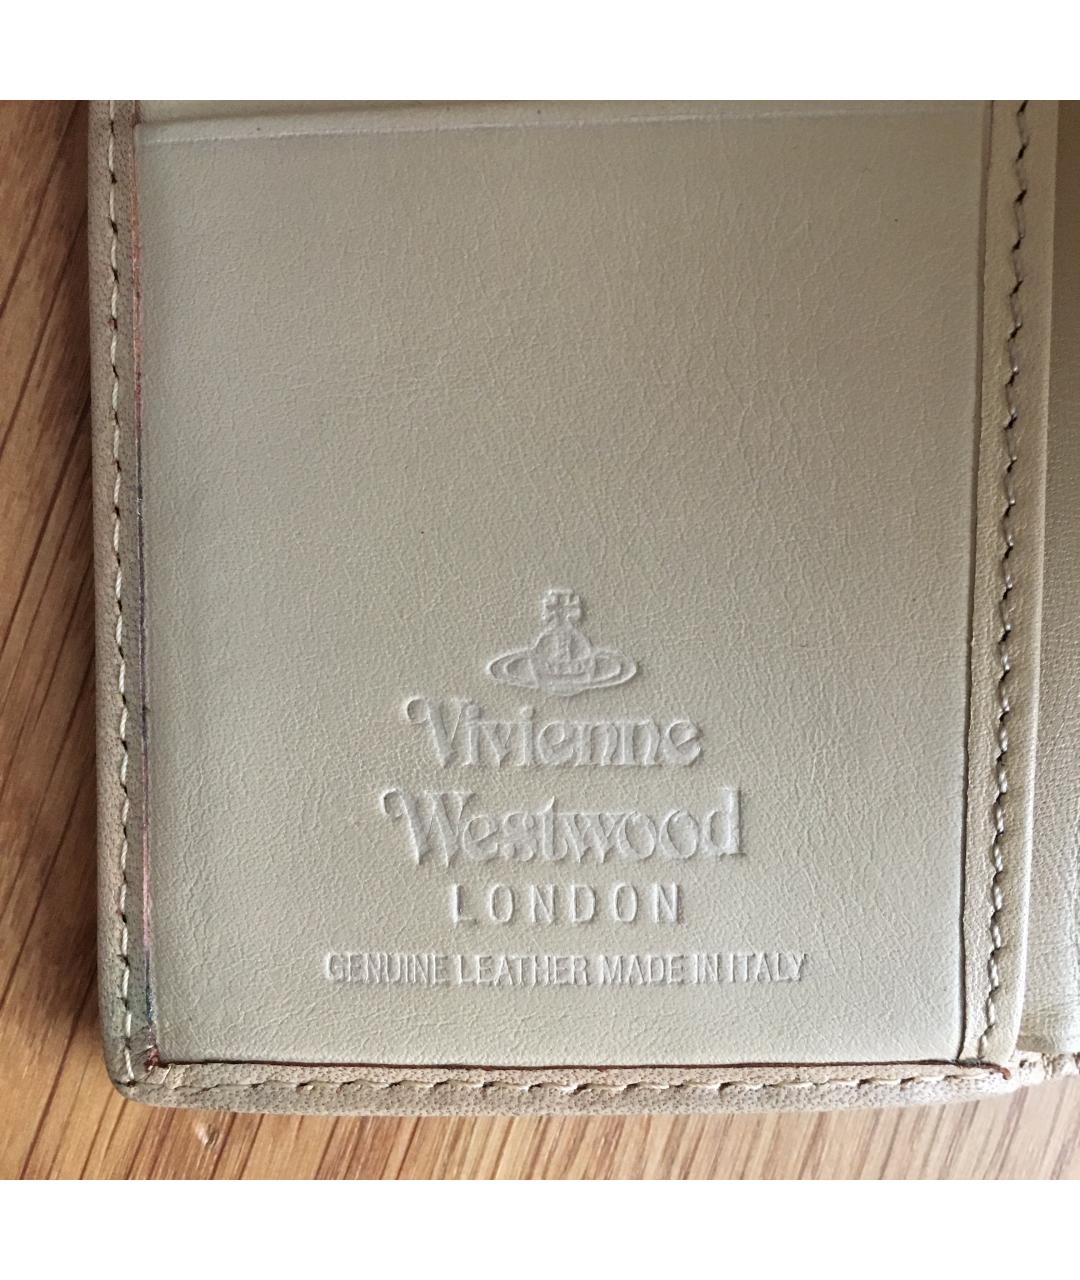 Vivienne
Westwood
LONDON
GENUINE LEATHER MADE IN ITALY